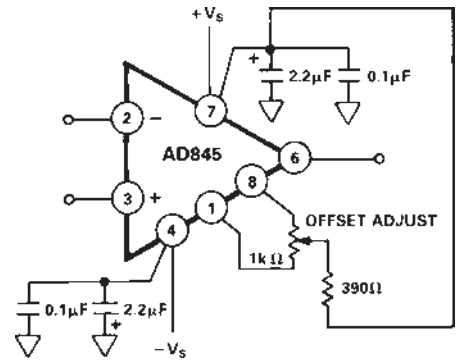 +VS
+
2.2µF
0.1µF
7
2
−
AD845
6
3
+
8
1
OFFSET ADJUST
4
1kΩ
390Ω
0.1µF
2.2µF
+
−VS